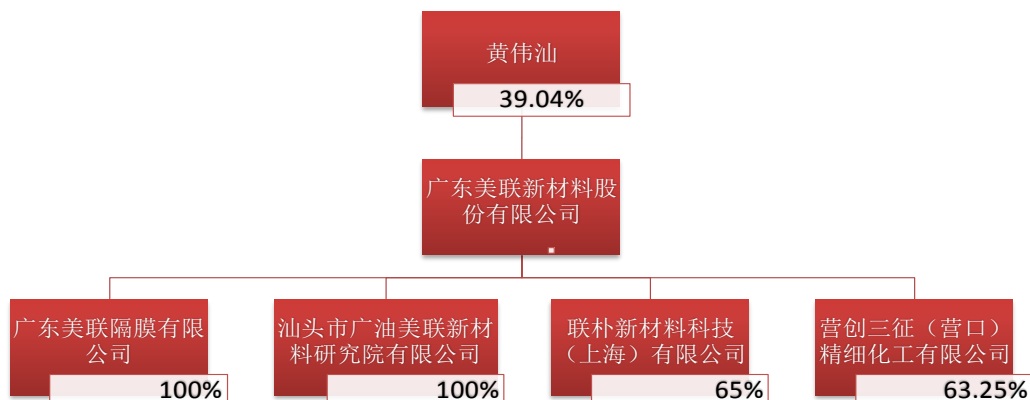 黄伟汕
39.04%
广东美联新材料股
份有限公司
广东美联隔膜有限
公司
100%
汕头市广油美联新材
料研究院有限公司
100%
联朴新材料科技
（上海）有限公司
65%
营创三征（营口）
精细化工有限公司
63.25%